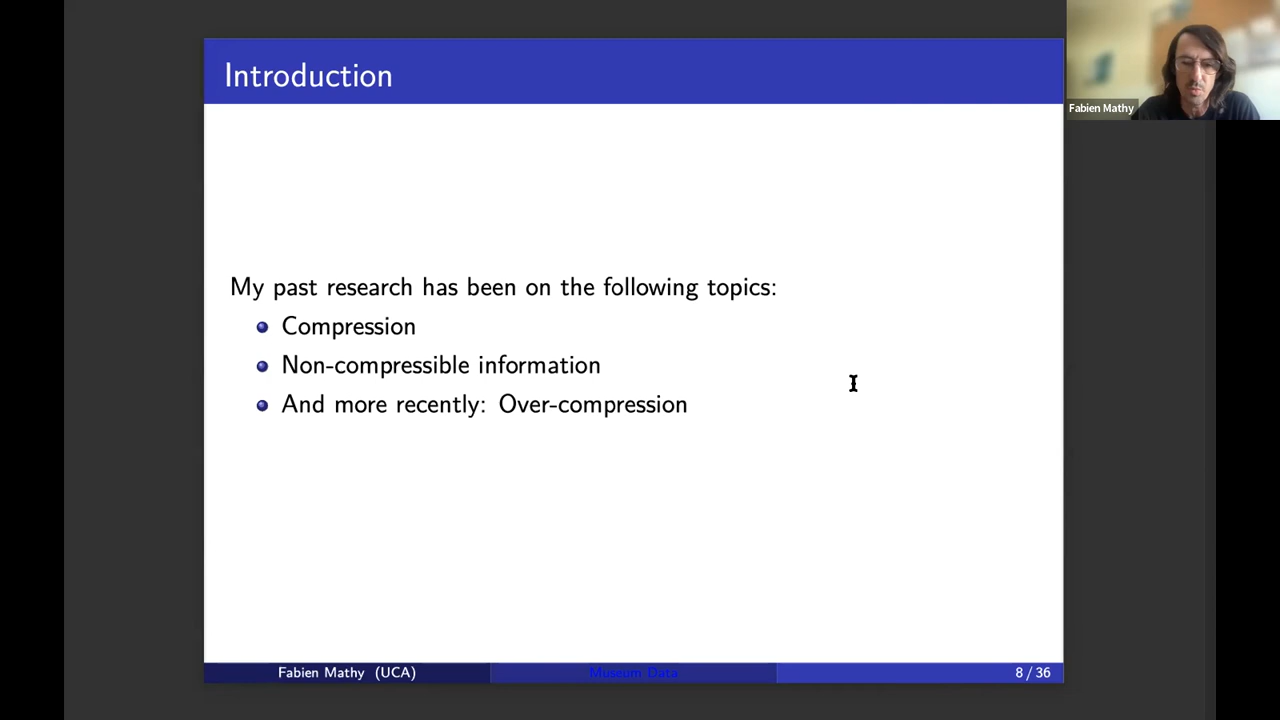 Introduction
Fabien Mathy
My past research has been on the following topics:
Compression
Non-compressible information
And more recently: Over-compression
Fabien Mathy (UCA)
Museum Data
8 / 36